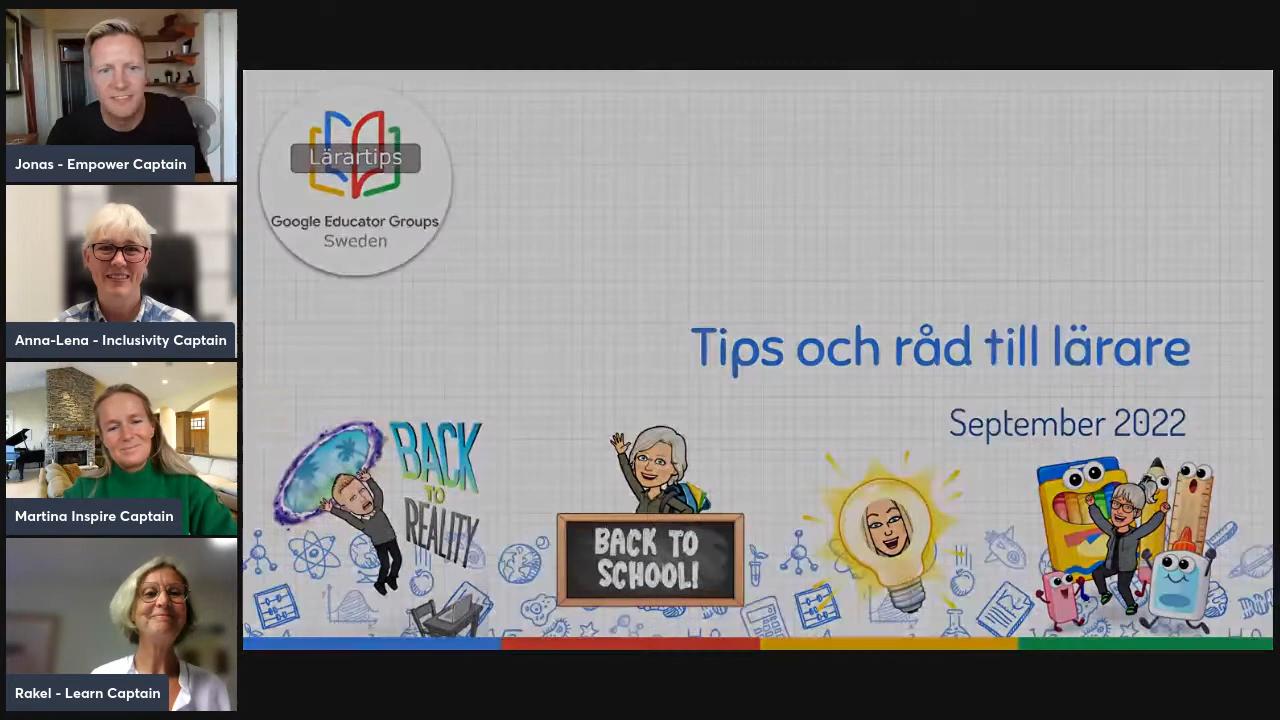 Jonas - Empower Captain
Anna-Lena - Inclusivity Captain
Martina Inspire Captain
Rakel - Learn Captain
Lärartips
Google Educator Groups
Sweden
Tips och råd till lärare
September 2022
BACK
TO
REALITY
BACK TO
SCHOOL!